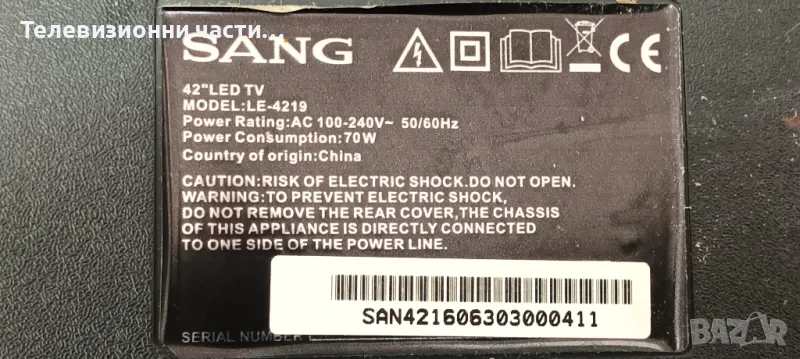 Телевизионни части...
SANG
42"LED TV
MODEL:LE-4219
Power Rating:AC 100-240V~ 50/60Hz
Power Consumption:70W
Country of origin:China
CAUTION:RISK OF ELECTRIC SHOCK.DO NOT OPEN.
WARNING:TO PREVENT ELECTRIC SHOCK,
DO NOT REMOVE THE REAR COVER,THE CHASSIS
OF THIS APPLIANCE IS DIRECTLY CONNECTED
TO ONE SIDE OF THE POWER LINE.
SAN421606303000411
SERIAL NUMBER
BAZAR